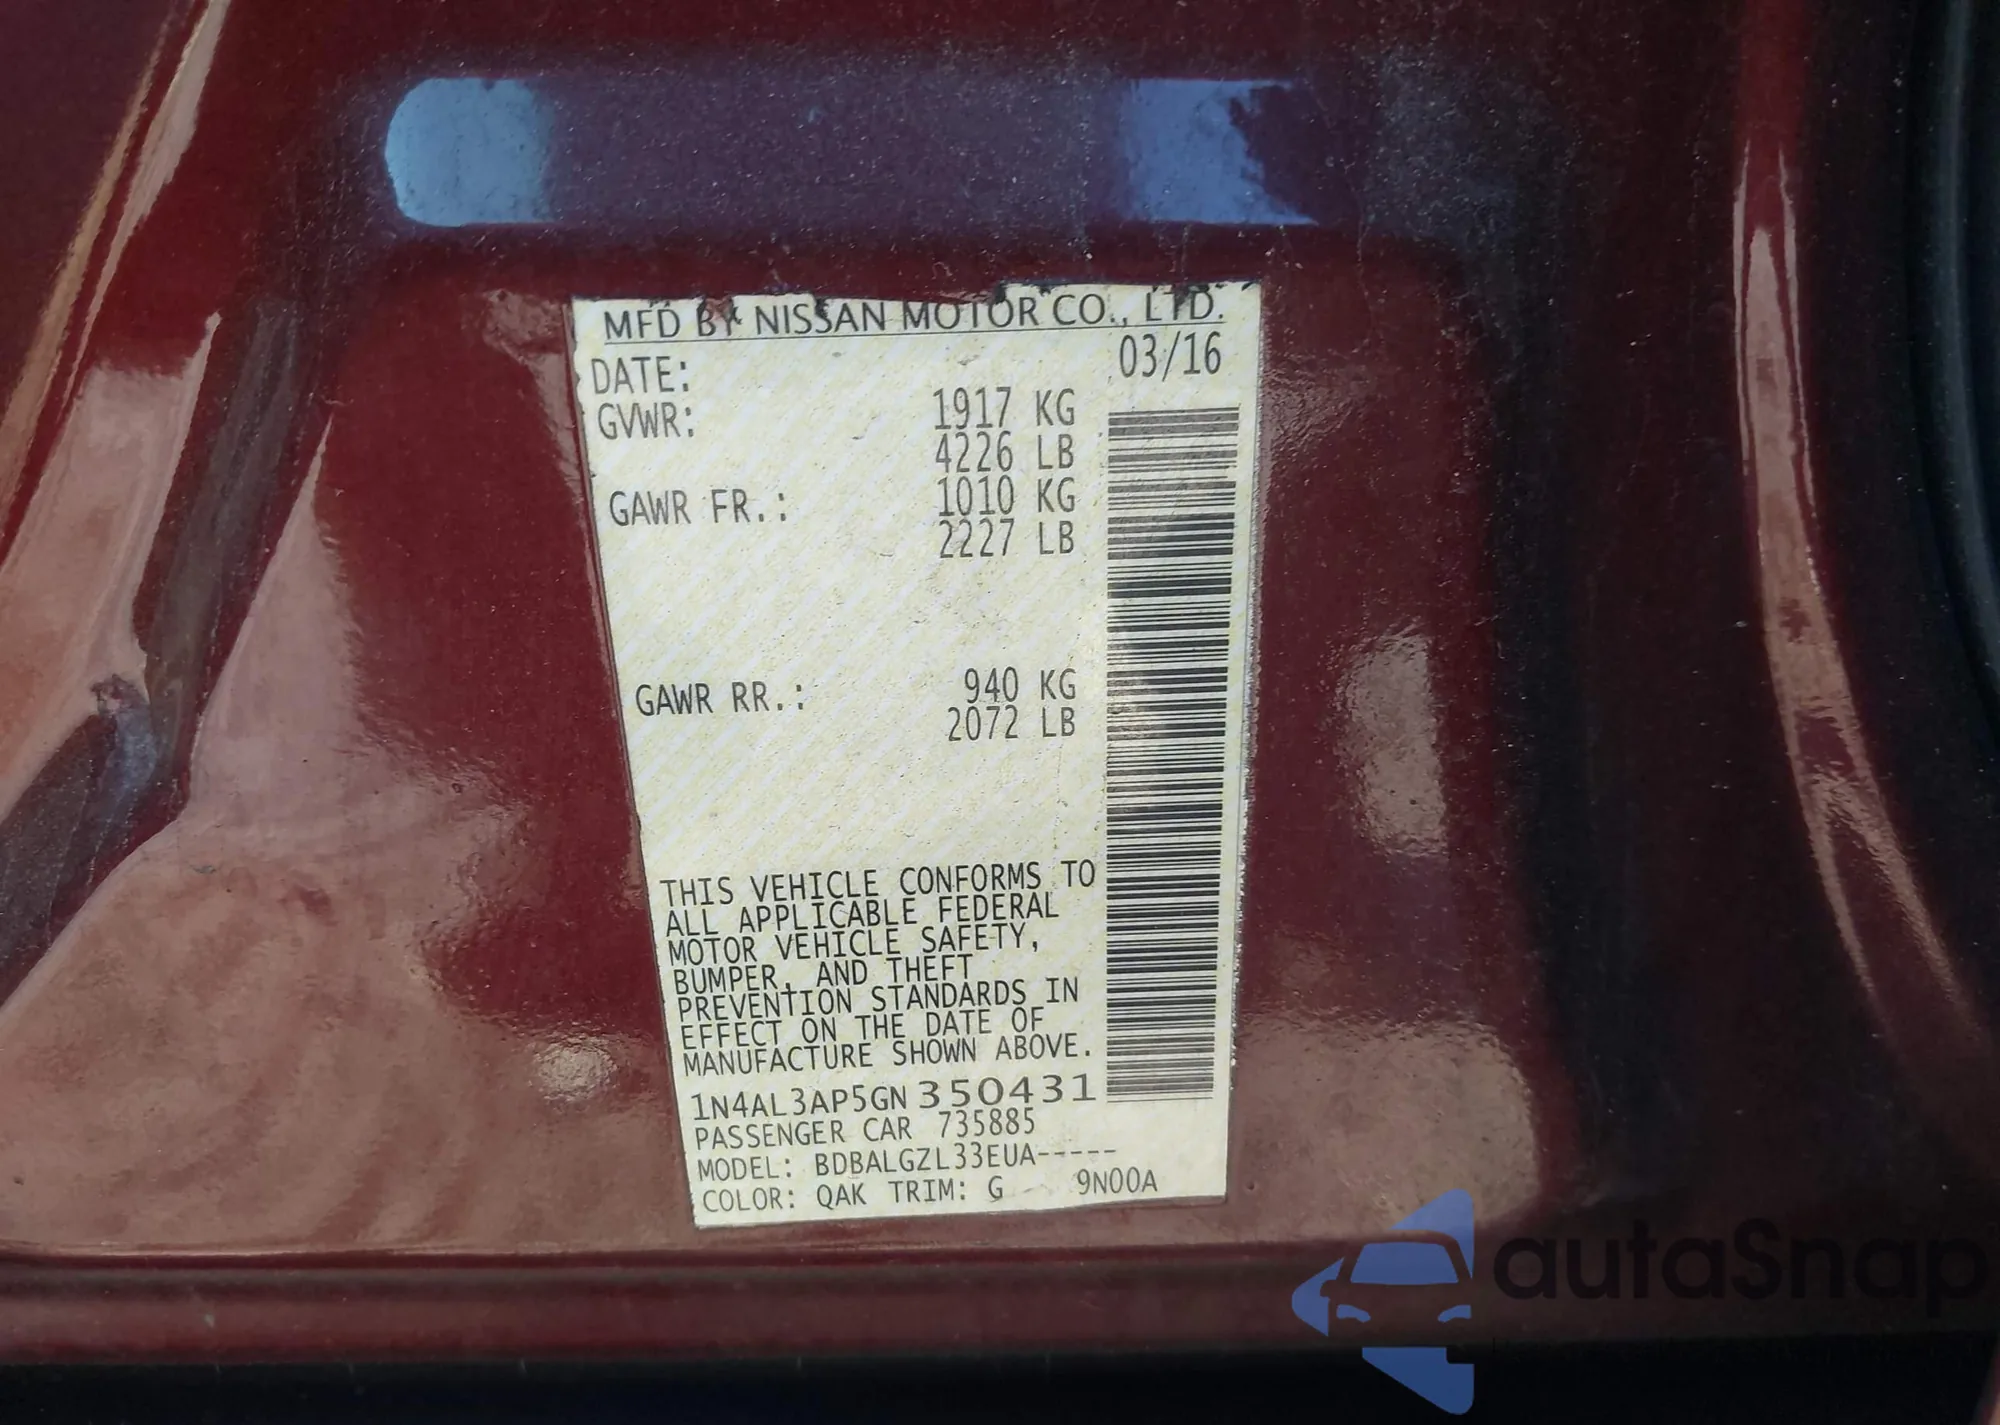 MFD BY NISSAN MOTOR CO., LTD.
DATE: 03/16
GVWR: 1917 KG
4226 LB
GAWR FR.: 1010 KG
2227 LB
GAWR RR.: 940 KG
2072 LB
THIS VEHICLE CONFORMS TO
ALL APPLICABLE FEDERAL
MOTOR VEHICLE SAFETY,
BUMPER, AND THEFT
PREVENTION STANDARDS IN
EFFECT ON THE DATE OF
MANUFACTURE SHOWN ABOVE.
1N4AL3AP5GN350431
PASSENGER CAR 735885
MODEL: BDBALGZL33EUA-----
COLOR: QAK TRIM: G 9N00A
autaSnap